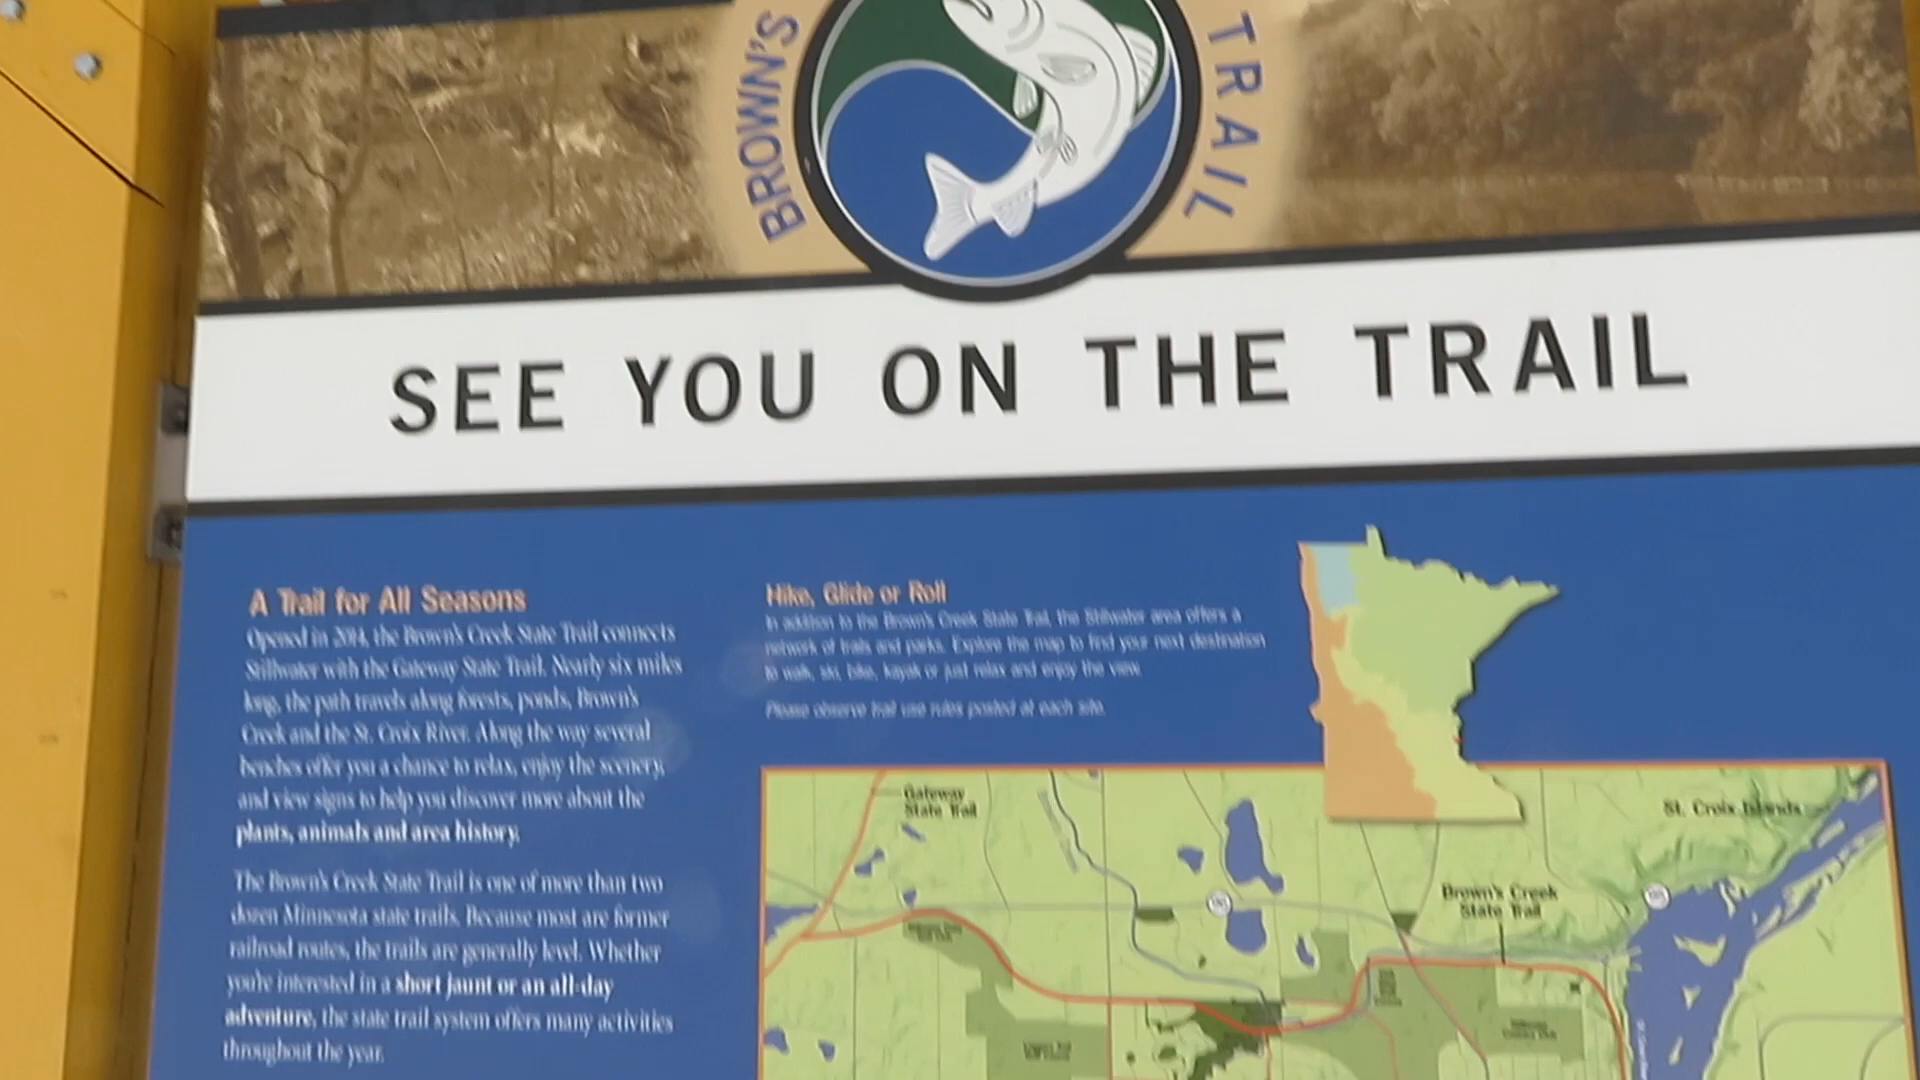 BROWN'S
TRAIL
SEE YOU ON THE TRAIL
A Trail for All Seasons
Opened in 2014, the Brown's Creek State Trail connects
Stillwater with the Gateway State Trail. Nearly six miles
long, the path travels along forests, ponds, Brown's
Creek and the St. Croix River. Along the way several
benches offer you a chance to relax, enjoy the scenery,
and view signs to help you discover more about the
plants, animals and area history.
The Brown's Creek State Trail is one of more than two
dozen Minnesota state trails. Because most are former
railroad routes, the trails are generally level. Whether
you're interested in a short jaunt or an all-day
adventure, the state trail system offers many activities
throughout the year.
Hike, Glide or Roll
In addition to the Brown's Creek State Trail, the Stillwater area offers a
network of trails and parks. Explore the map to find your next destination
to walk, ski, bike, kayak or just relax and enjoy the view.
Please observe trail use rules posted at each site.
Gateway
State Trail
St. Croix Islands
Brown's Creek
State Trail